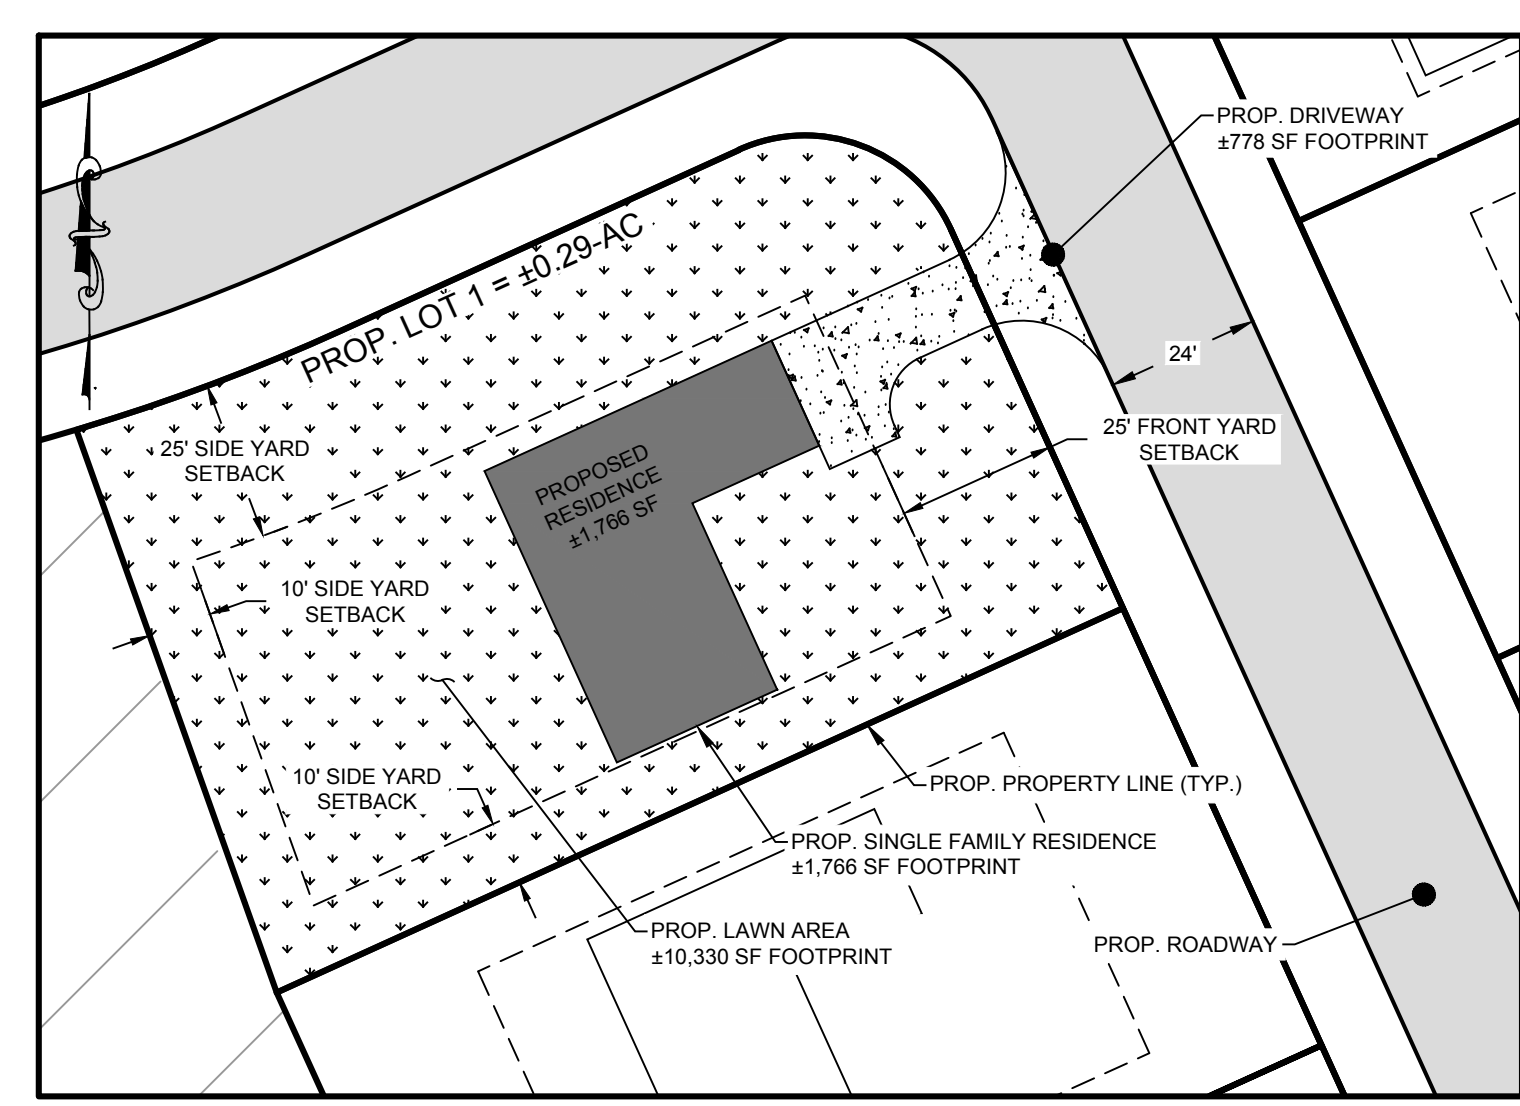 PROP. DRIVEWAY
±778 SF FOOTPRINT
PROP. LOT 1 = ±0.29-AC
24'
25' FRONT YARD
SETBACK
25' SIDE YARD
SETBACK
PROPOSED
RESIDENCE
±1,766 SF
10' SIDE YARD
SETBACK
10' SIDE YARD
SETBACK
PROP. PROPERTY LINE (TYP.)
PROP. SINGLE FAMILY RESIDENCE
±1,766 SF FOOTPRINT
PROP. LAWN AREA
±10,330 SF FOOTPRINT
PROP. ROADWAY